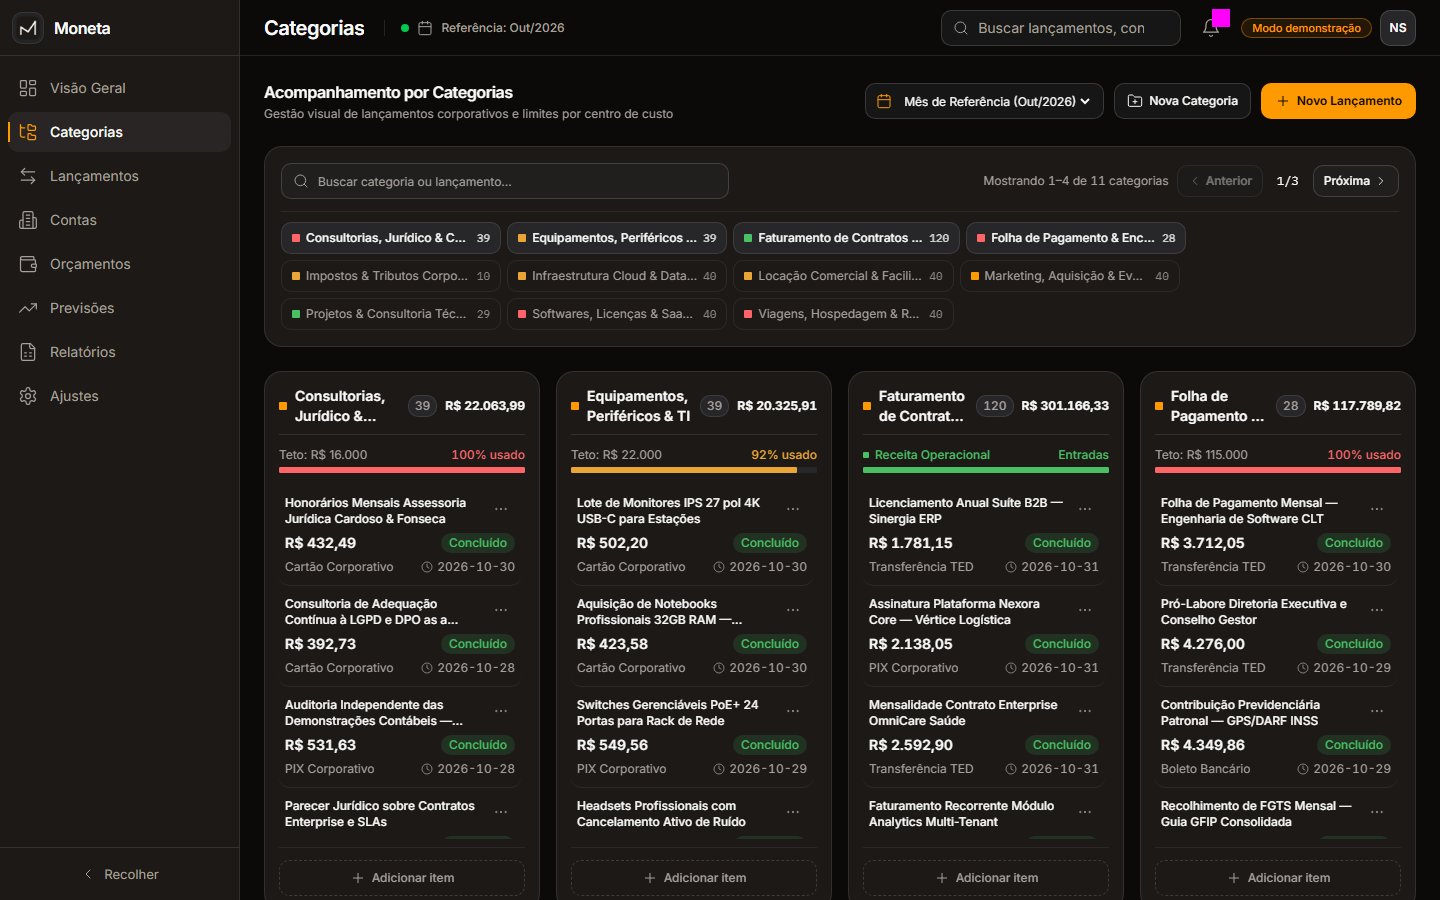 Moneta
Visão Geral
Categorias
Lançamentos
Contas
Orçamentos
Previsões
Relatórios
Ajustes
Recolher
Categorias
Referência: Out/2026
Buscar lançamentos, con
Modo demonstração
NS
Acompanhamento por Categorias
Gestão visual de lançamentos corporativos e limites por centro de custo
Mês de Referência (Out/2026)
Nova Categoria
Novo Lançamento
Buscar categoria ou lançamento...
Mostrando 1–4 de 11 categorias
Anterior
1/3
Próxima
Consultorias, Jurídico & C... 39
Equipamentos, Periféricos ... 39
Faturamento de Contratos ... 120
Folha de Pagamento & Enc... 28
Impostos & Tributos Corpo... 10
Infraestrutura Cloud & Data... 40
Locação Comercial & Facili... 40
Marketing, Aquisição & Ev... 40
Projetos & Consultoria Téc... 29
Softwares, Licenças & Saa... 40
Viagens, Hospedagem & R... 40
Consultorias,
Jurídico &...
39
R$ 22.063,99
Teto: R$ 16.000
100% usado
Honorários Mensais Assessoria
Jurídica Cardoso & Fonseca
R$ 432,49
Concluído
Cartão Corporativo
2026-10-30
Consultoria de Adequação
Contínua à LGPD e DPO as a...
R$ 392,73
Concluído
Cartão Corporativo
2026-10-28
Auditoria Independente das
Demonstrações Contábeis —...
R$ 531,63
Concluído
PIX Corporativo
2026-10-28
Parecer Jurídico sobre Contratos
Enterprise e SLAs
Adicionar item
Equipamentos,
Periféricos & TI
39
R$ 20.325,91
Teto: R$ 22.000
92% usado
Lote de Monitores IPS 27 pol 4K
USB-C para Estações
R$ 502,20
Concluído
Cartão Corporativo
2026-10-30
Aquisição de Notebooks
Profissionais 32GB RAM —...
R$ 423,58
Concluído
Cartão Corporativo
2026-10-30
Switches Gerenciáveis PoE+ 24
Portas para Rack de Rede
R$ 549,56
Concluído
PIX Corporativo
2026-10-29
Headsets Profissionais com
Cancelamento Ativo de Ruído
Adicionar item
Faturamento
de Contrat...
120
R$ 301.166,33
Receita Operacional
Entradas
Licenciamento Anual Suíte B2B —
Sinergia ERP
R$ 1.781,15
Concluído
Transferência TED
2026-10-31
Assinatura Plataforma Nexora
Core — Vértice Logística
R$ 2.138,05
Concluído
PIX Corporativo
2026-10-31
Mensalidade Contrato Enterprise
OmniCare Saúde
R$ 2.592,90
Concluído
Transferência TED
2026-10-31
Faturamento Recorrente Módulo
Analytics Multi-Tenant
Adicionar item
Folha de
Pagamento ...
28
R$ 117.789,82
Teto: R$ 115.000
100% usado
Folha de Pagamento Mensal —
Engenharia de Software CLT
R$ 3.712,05
Concluído
Transferência TED
2026-10-30
Pró-Labore Diretoria Executiva e
Conselho Gestor
R$ 4.276,00
Concluído
Transferência TED
2026-10-29
Contribuição Previdenciária
Patronal — GPS/DARF INSS
R$ 4.349,86
Concluído
Boleto Bancário
2026-10-29
Recolhimento de FGTS Mensal —
Guia GFIP Consolidada
Adicionar item